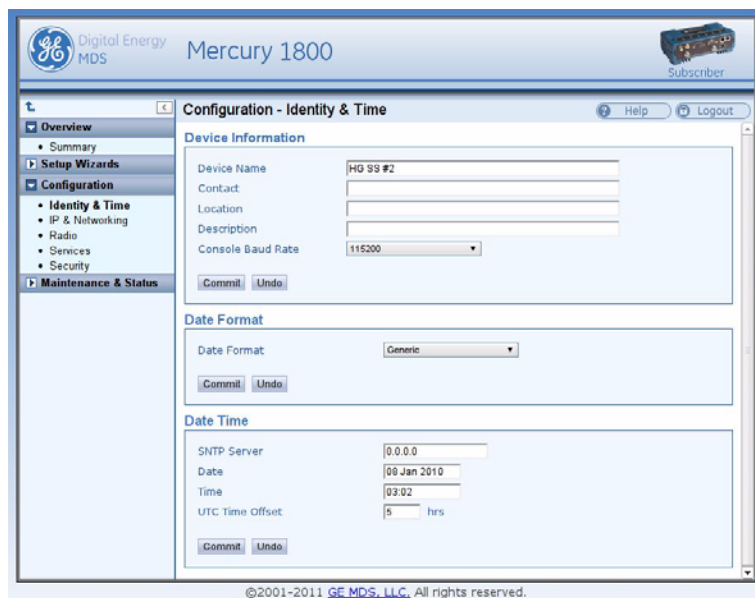 Digital Energy
MDS
Mercury 1800
Subscriber
Overview
• Summary
Setup Wizards
Configuration
• Identity & Time
• IP & Networking
• Radio
• Services
• Security
Maintenance & Status
Configuration - Identity & Time
Help
Logout
Device Information
Device Name HG SS #2
Contact
Location
Description
Console Baud Rate 115200
Commit Undo
Date Format
Date Format Generic
Commit Undo
Date Time
SNTP Server 0.0.0.0
Date 08 Jan 2010
Time 03:02
UTC Time Offset 5 hrs
Commit Undo
©2001-2011 GE MDS, LLC, All rights reserved.